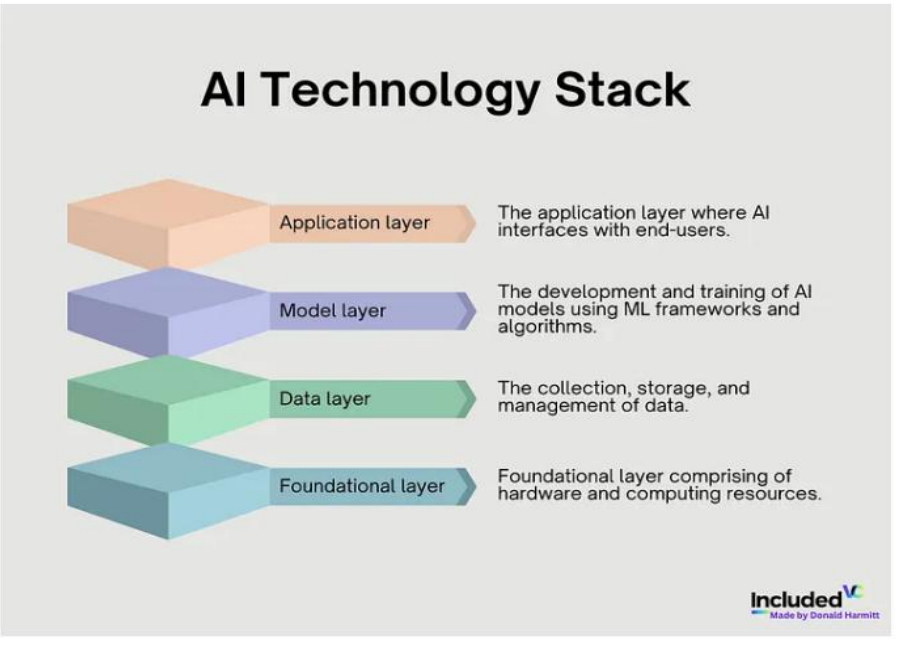 AI Technology Stack
Application layer
The application layer where AI
interfaces with end-users.
Model layer
The development and training of AI
models using ML frameworks and
algorithms.
Data layer
The collection, storage, and
management of data.
Foundational layer
Foundational layer comprising of
hardware and computing resources.
Included VC
Made by Donald Harmitt